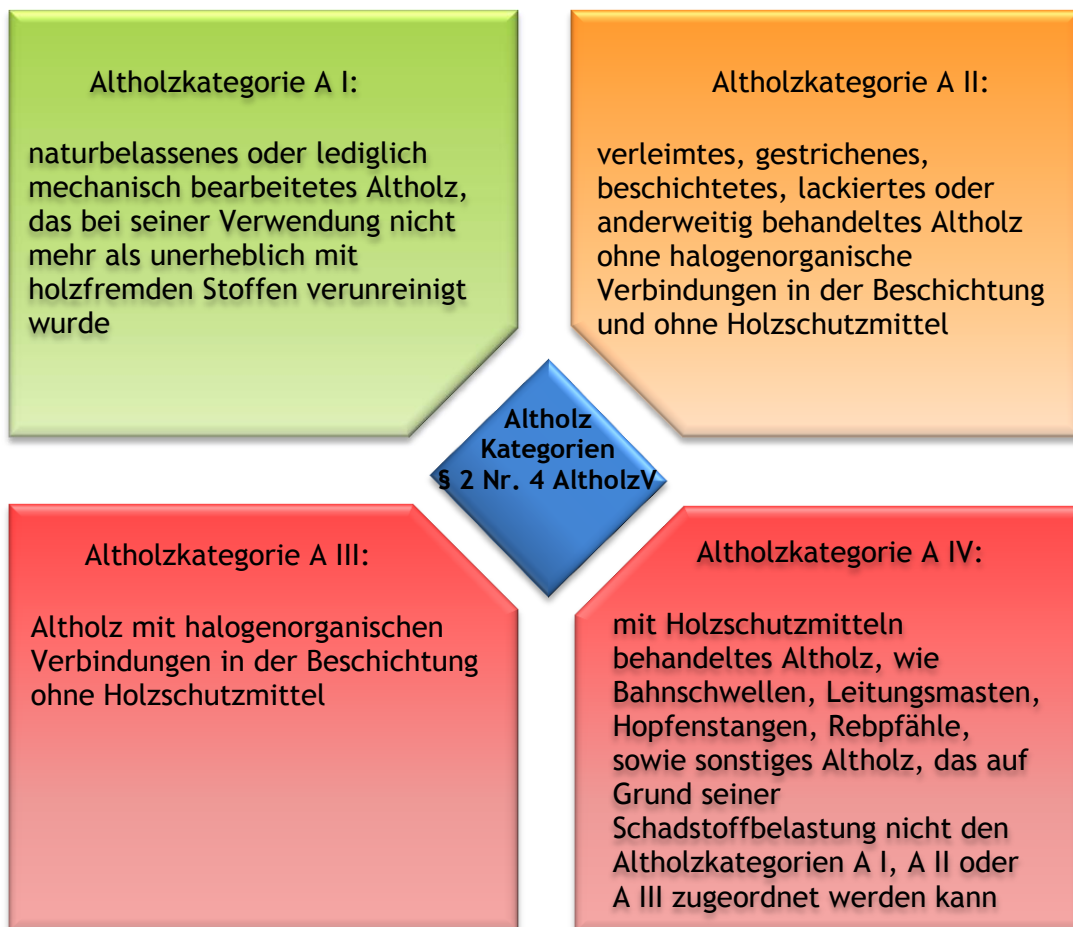 Altholzkategorie A I:
naturbelassenes oder lediglich
mechanisch bearbeitetes Altholz,
das bei seiner Verwendung nicht
mehr als unerheblich mit
holzfremden Stoffen verunreinigt
wurde
Altholzkategorie A II:
verleimtes, gestrichenes,
beschichtetes, lackiertes oder
anderweitig behandeltes Altholz
ohne halogenorganische
Verbindungen in der Beschichtung
und ohne Holzschutzmittel
Altholz
Kategorien
§ 2 Nr. 4 AltholzV
Altholzkategorie A III:
Altholz mit halogenorganischen
Verbindungen in der Beschichtung
ohne Holzschutzmittel
Altholzkategorie A IV:
mit Holzschutzmitteln
behandeltes Altholz, wie
Bahnschwellen, Leitungsmasten,
Hopfenstangen, Rebpfähle,
sowie sonstiges Altholz, das auf
Grund seiner
Schadstoffbelastung nicht den
Altholzkategorien A I, A II oder
A III zugeordnet werden kann